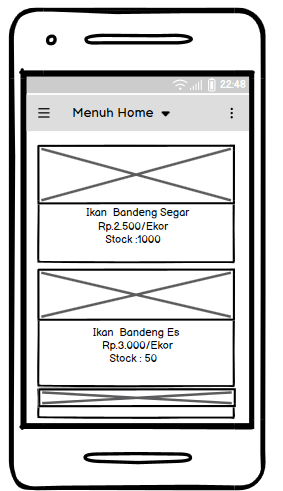 22:48
Menuh Home
Ikan Bandeng Segar
Rp.2.500/Ekor
Stock :1000
Ikan Bandeng Es
Rp.3.000/Ekor
Stock : 50